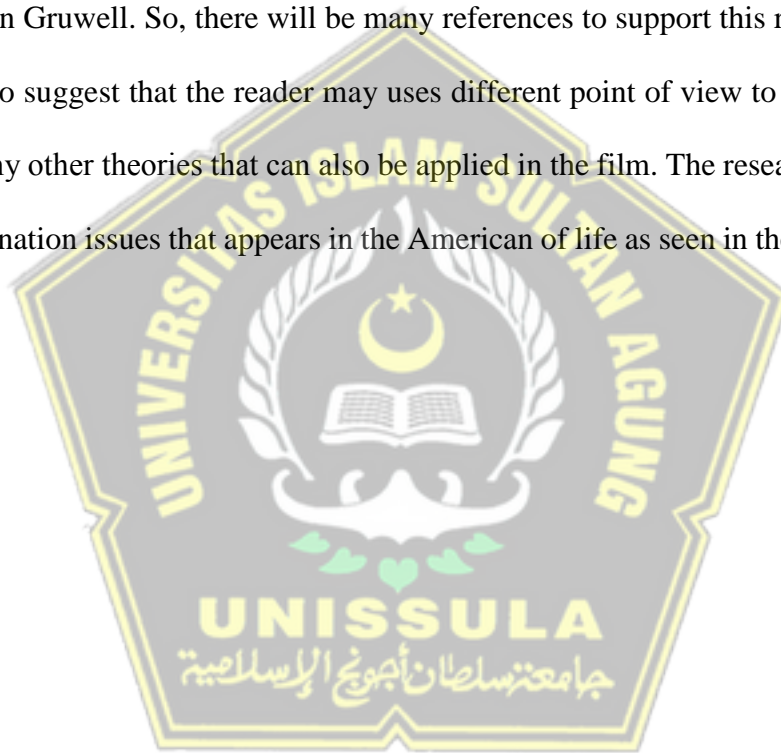 n Gruwell. So, there will be many references to support this r
o suggest that the reader may uses different point of view to
y other theories that can also be applied in the film. The resea
nation issues that appears in the American of life as seen in the
UNIVERSITAS ISLAM SULTAN AGUNG
UNISSULA
جامعتسلطان أجونج الإسلامية